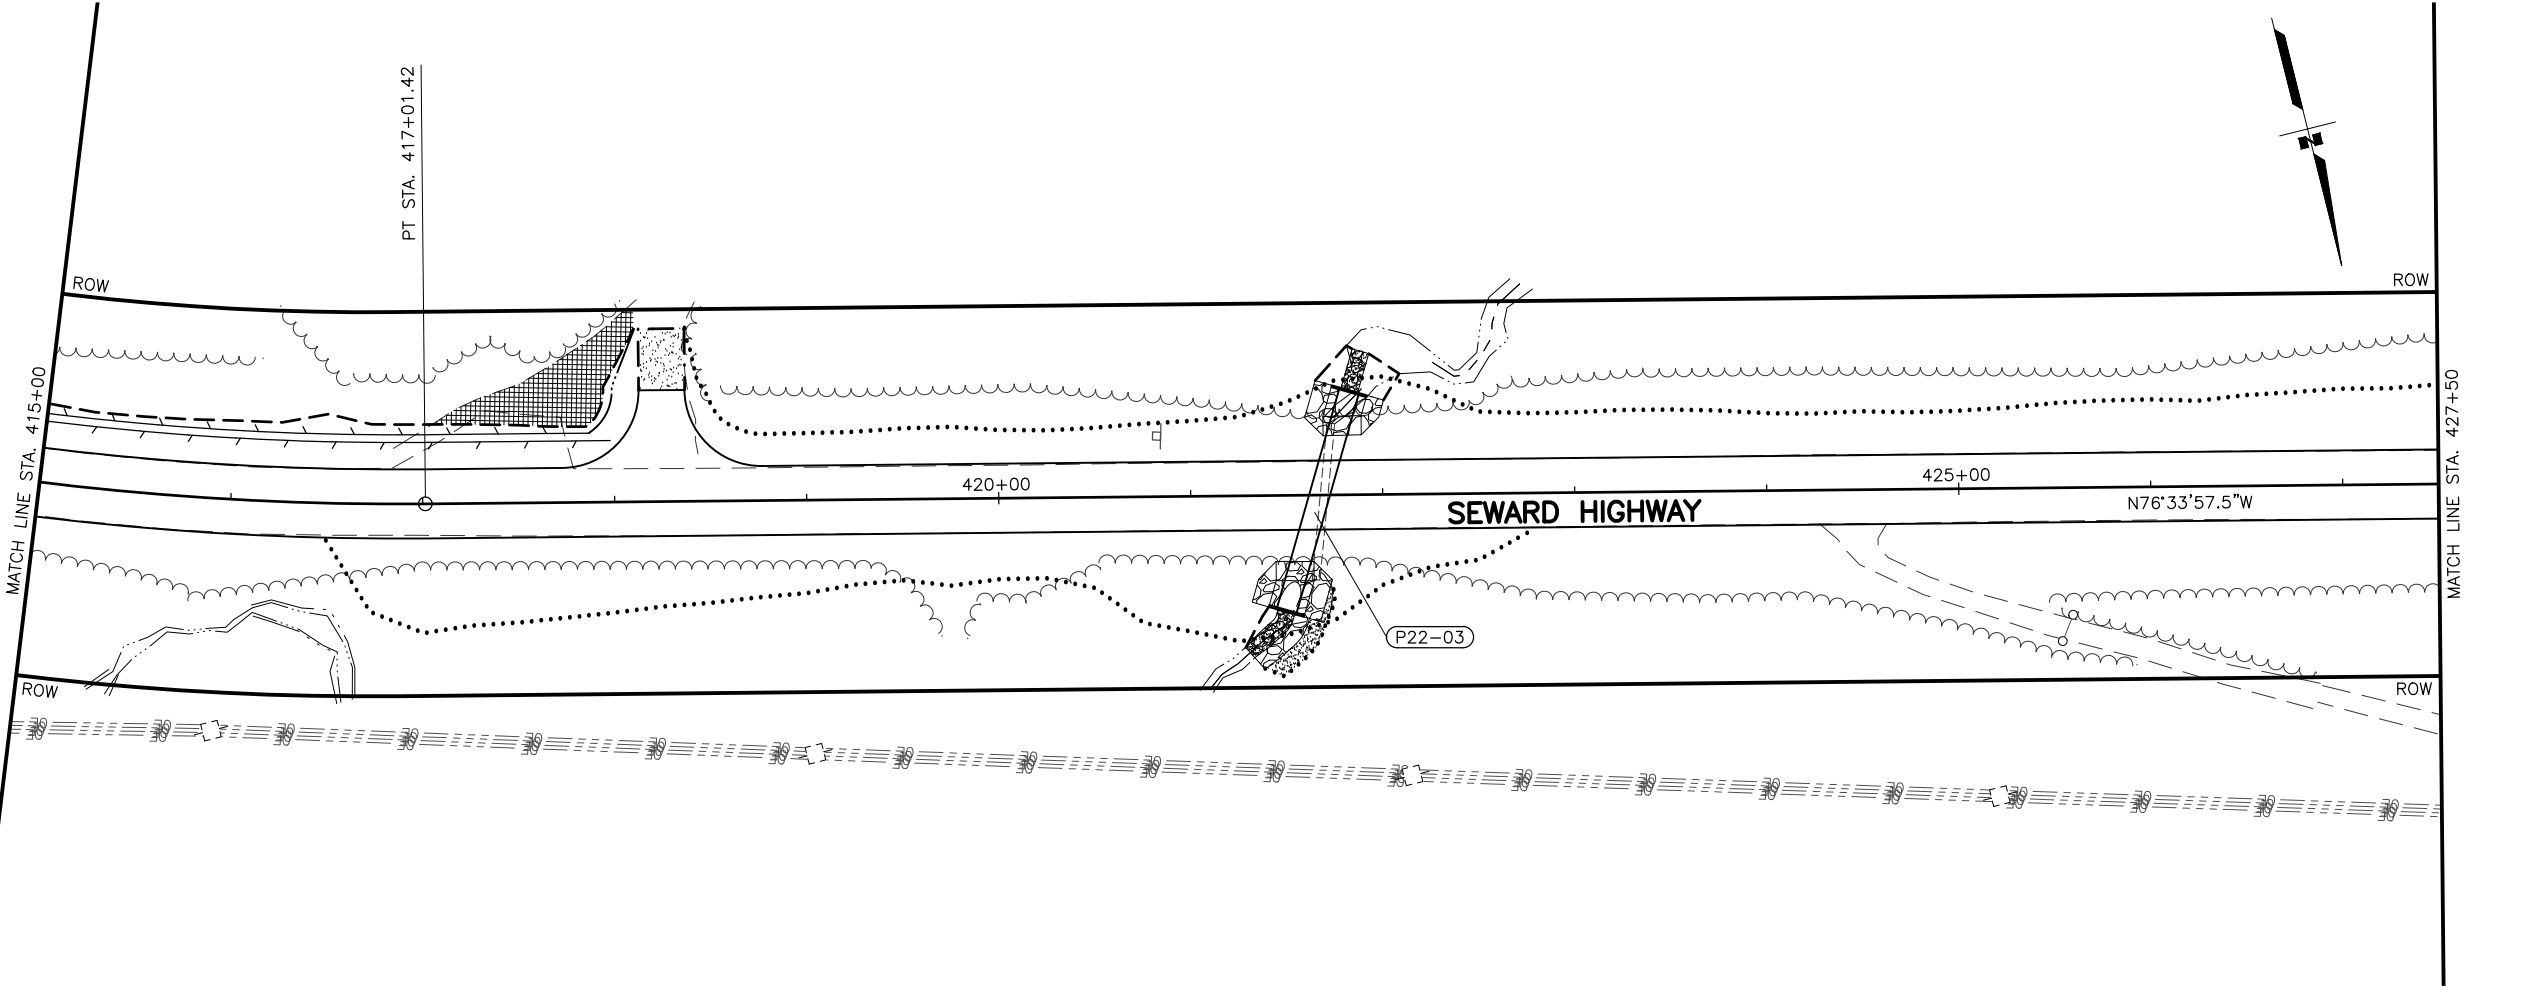 PT STA. 417+01.42
N
ROW
ROW
MATCH LINE STA. 415+00
MATCH LINE STA. 427+50
420+00
425+00
SEWARD HIGHWAY
N76°33'57.5"W
P22-03
ROW
ROW